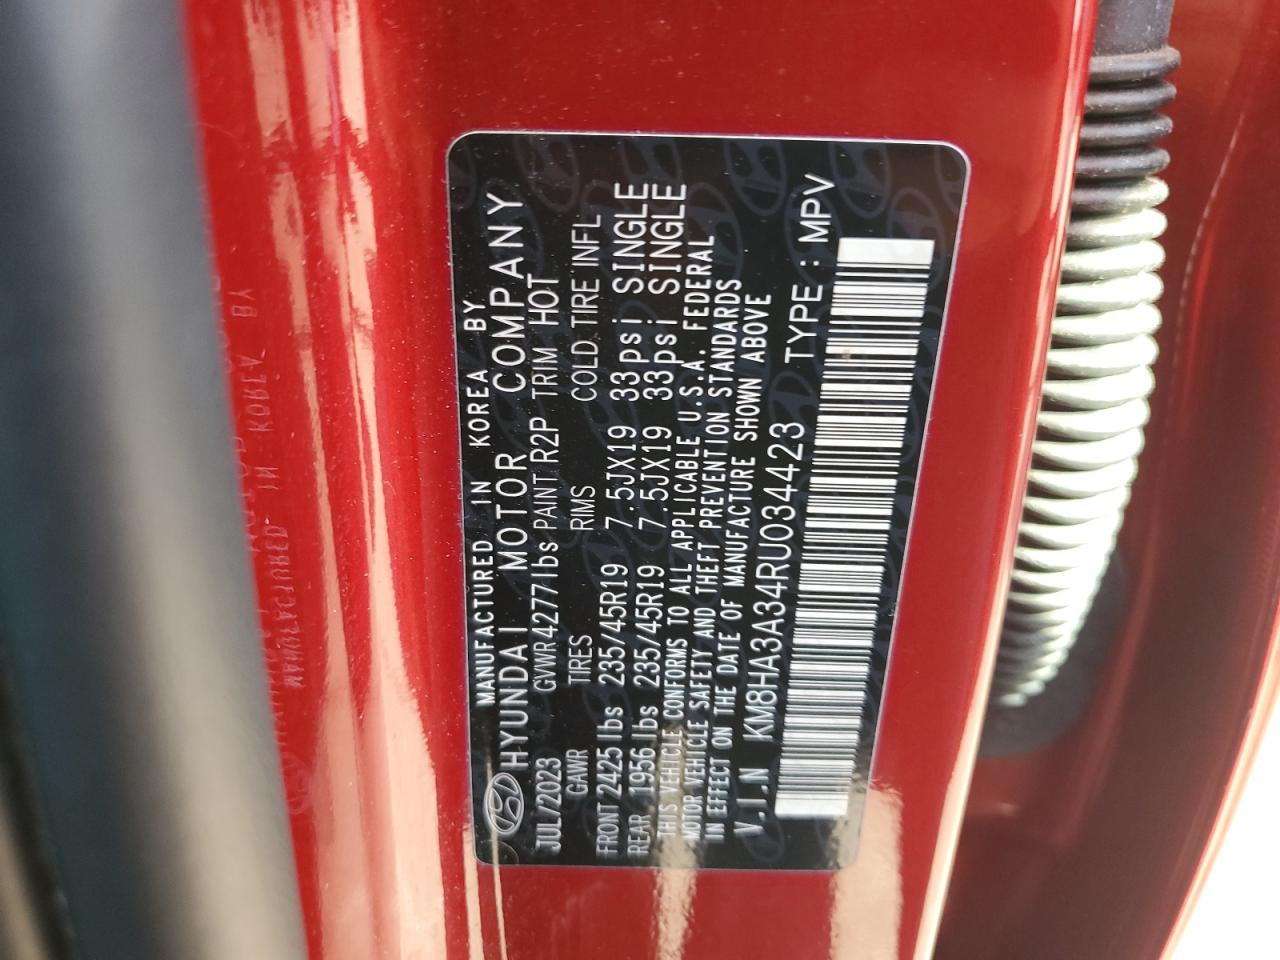 MANUFACTURED IN KOREA BY
HYUNDAI MOTOR COMPANY
JUL/2023 GVWR 4277 lbs PAINT R2P TRIM HOT
GAWR TIRES RIMS COLD TIRE INFL
FRONT 2425 lbs 235/45R19 7.5JX19 33psi SINGLE
REAR 1956 lbs 235/45R19 7.5JX19 33psi SINGLE
THIS VEHICLE CONFORMS TO ALL APPLICABLE U.S.A. FEDERAL
MOTOR VEHICLE SAFETY AND THEFT PREVENTION STANDARDS
IN EFFECT ON THE DATE OF MANUFACTURE SHOWN ABOVE
V.I.N KM8HA3A34RU034423 TYPE : MPV